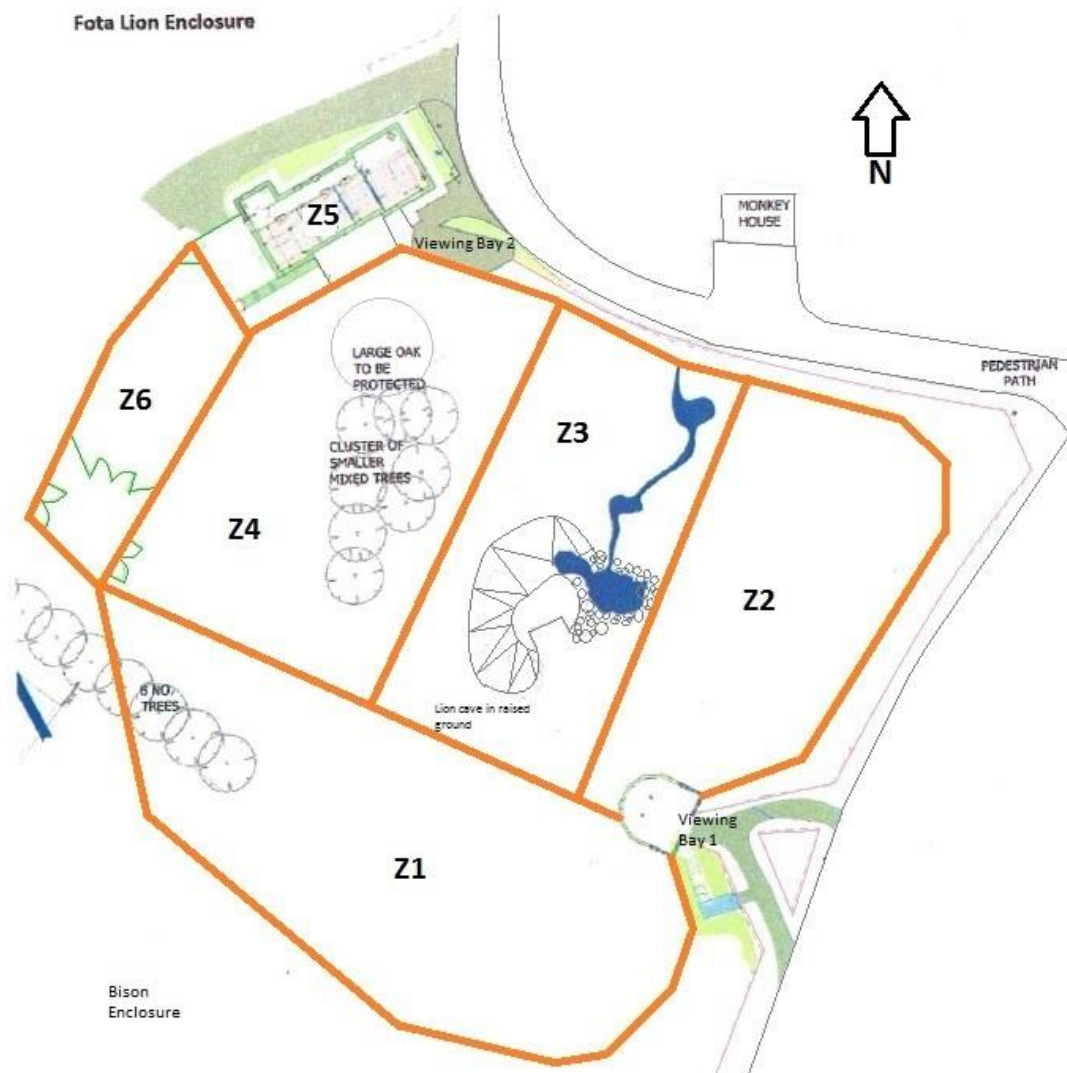 Fota Lion Enclosure
N
MONKEY
HOUSE
Z5
Viewing Bay 2
PEDESTRIAN
PATH
LARGE OAK
TO BE
PROTECTED
Z6
Z3
CLUSTER OF
SMALLER
MIXED TREES
Z4
Z2
8 NO.
TREES
Lion cave in raised
ground
Viewing
Bay 1
Z1
Bison
Enclosure